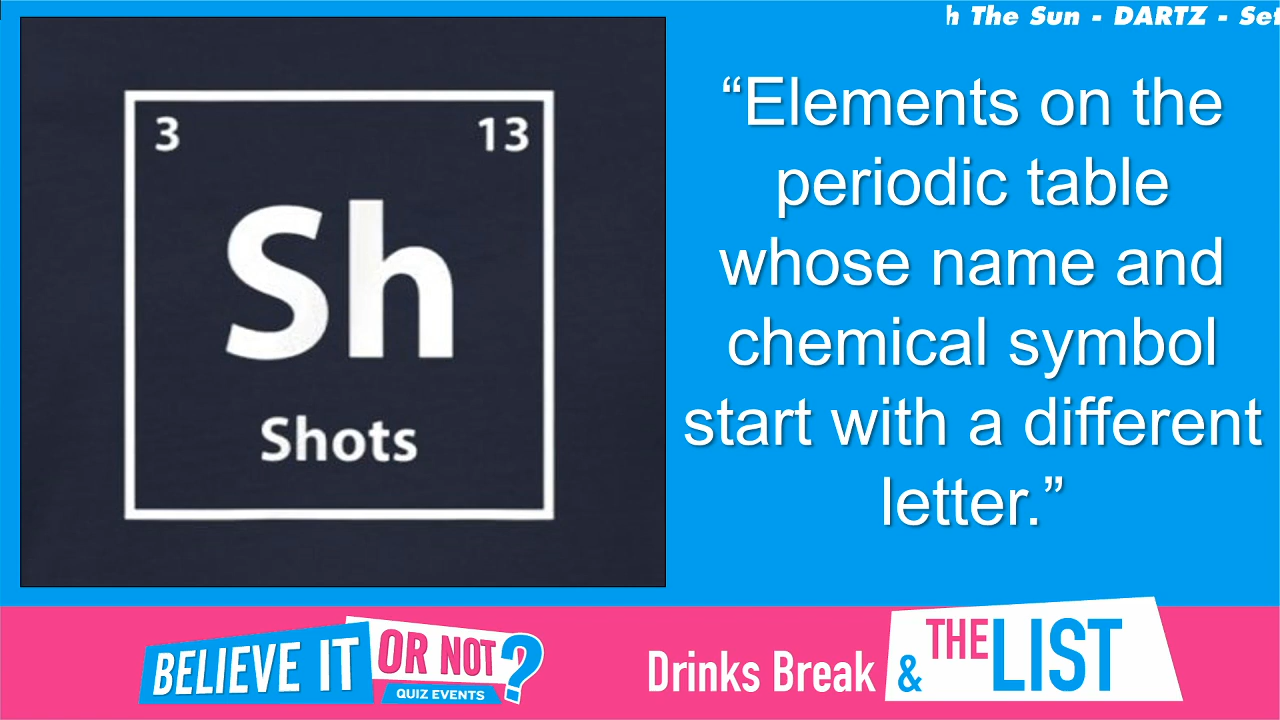 h The Sun - DARTZ - Set
3
13
Sh
Shots
“Elements on the
periodic table
whose name and
chemical symbol
start with a different
letter.”
BELIEVE IT
OR NOT?
QUIZ EVENTS
Drinks Break
& THE LIST